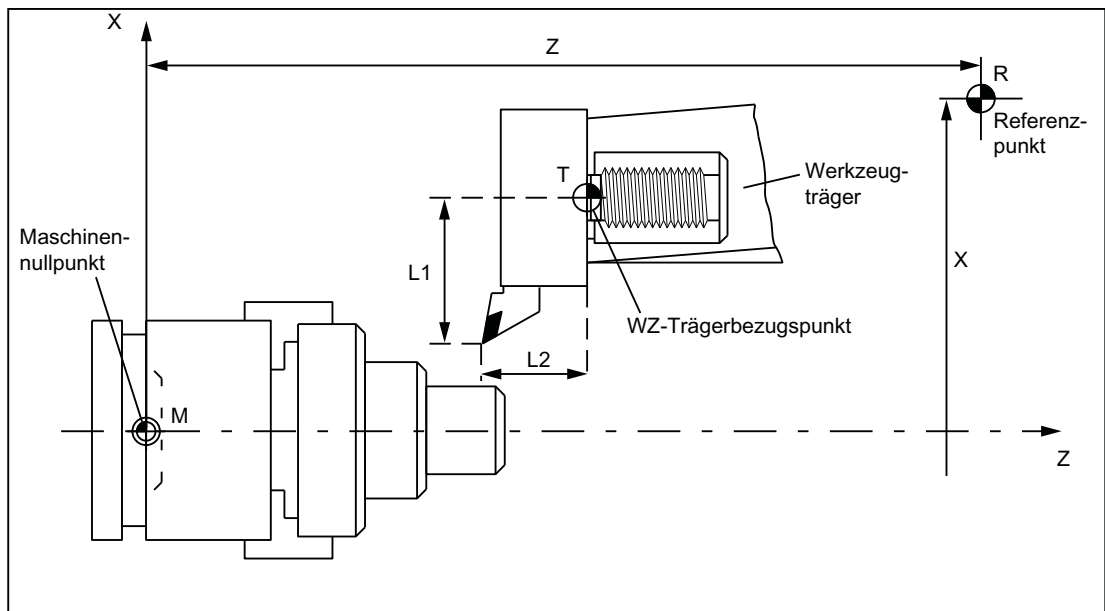 X
Z
R
Referenz-
punkt
T
Werkzeug-
träger
Maschinen-
nullpunkt
L1
X
WZ-Trägerbezugspunkt
L2
M
Z